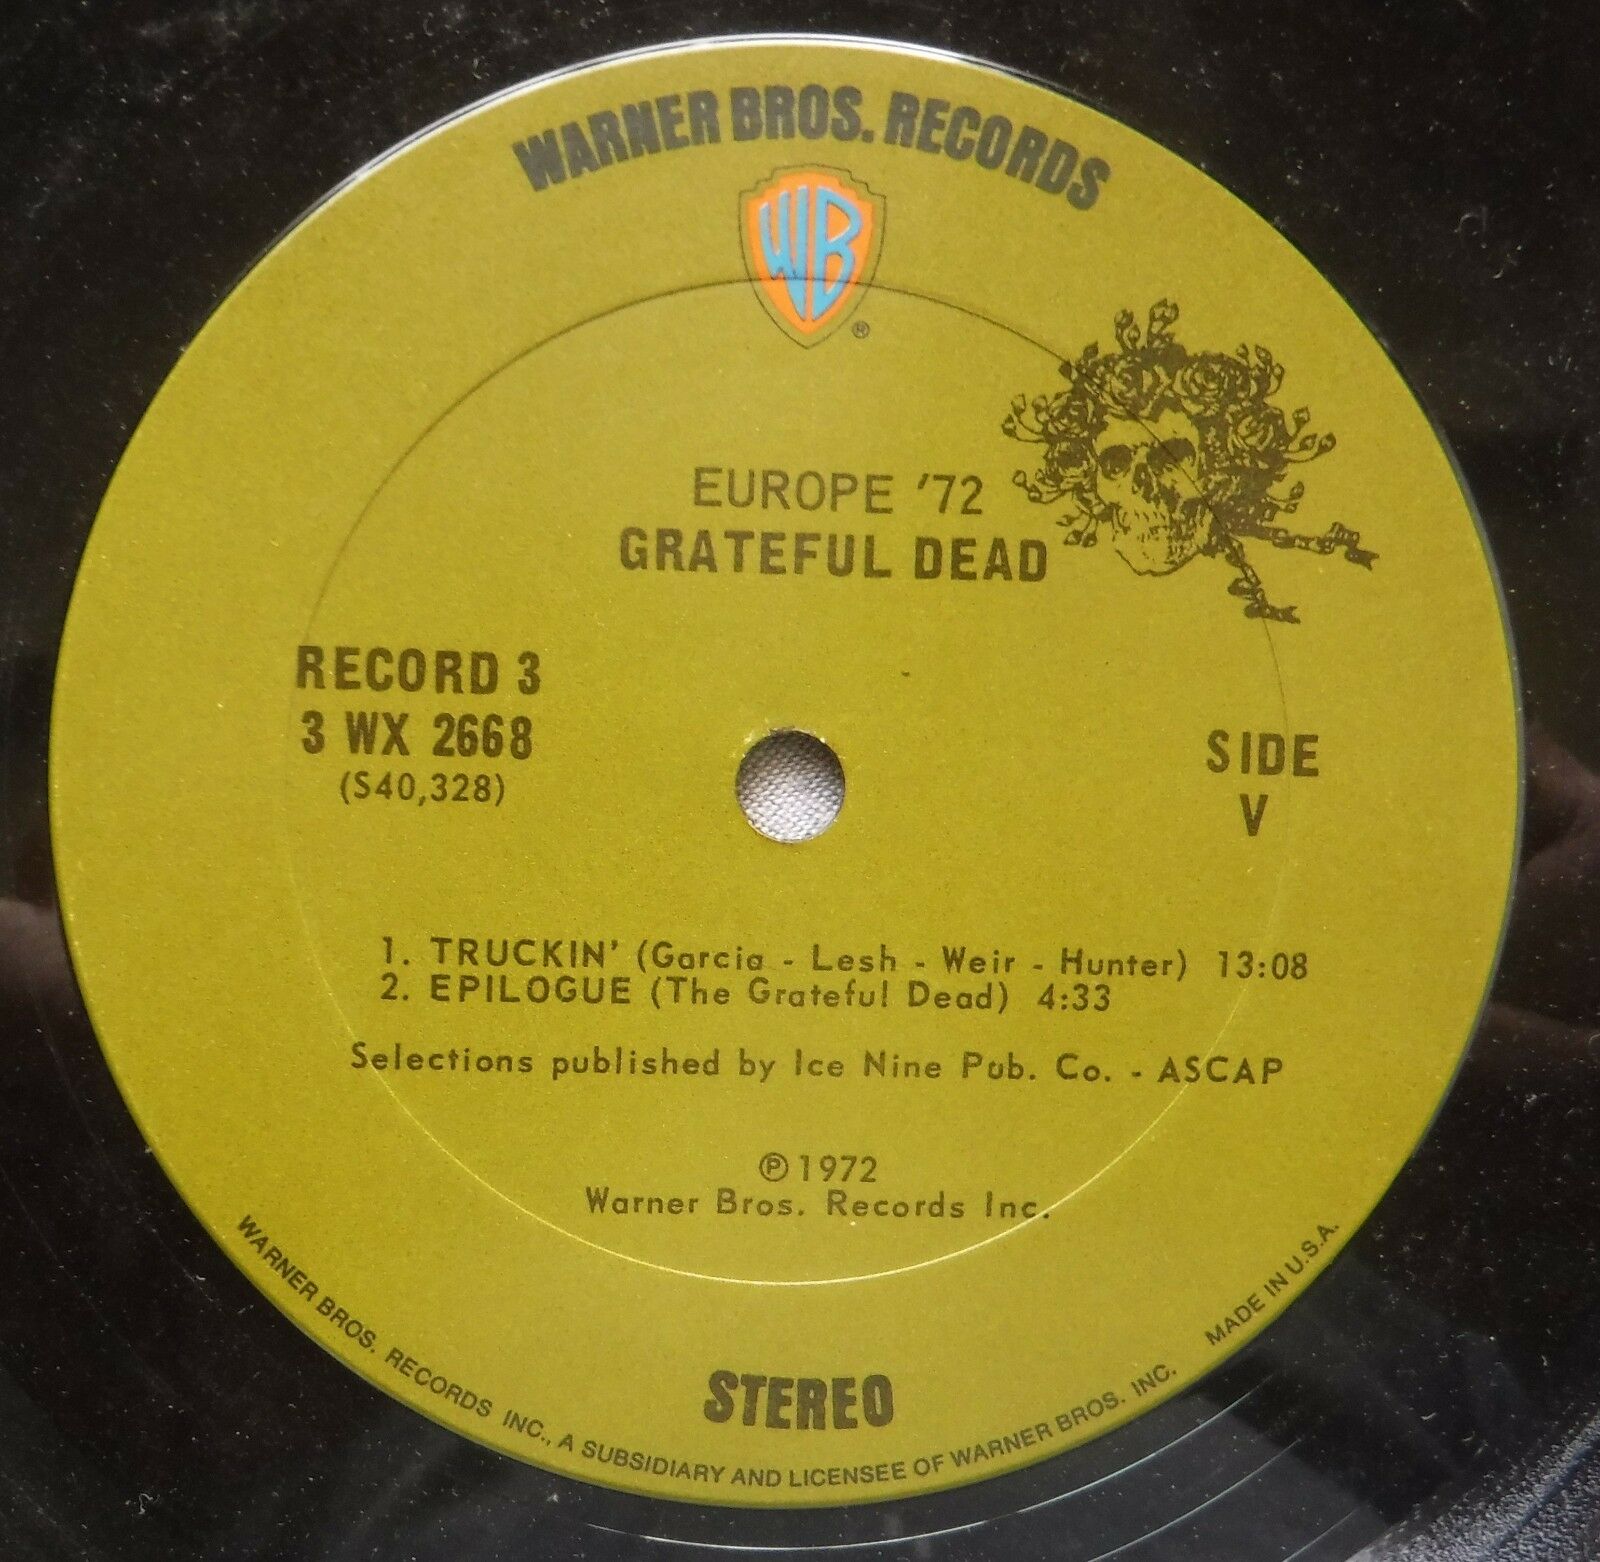 WARNER BROS. RECORDS
WB
®
EUROPE '72
GRATEFUL DEAD
RECORD 3
3 WX 2668
(S40,328)
SIDE
V
1. TRUCKIN' (Garcia - Lesh - Weir - Hunter) 13:08
2. EPILOGUE (The Grateful Dead) 4:33
Selections published by Ice Nine Pub. Co. - ASCAP
℗ 1972
Warner Bros. Records Inc.
STEREO
WARNER BROS. RECORDS INC., A SUBSIDIARY AND LICENSEE OF WARNER BROS. INC. MADE IN U.S.A.